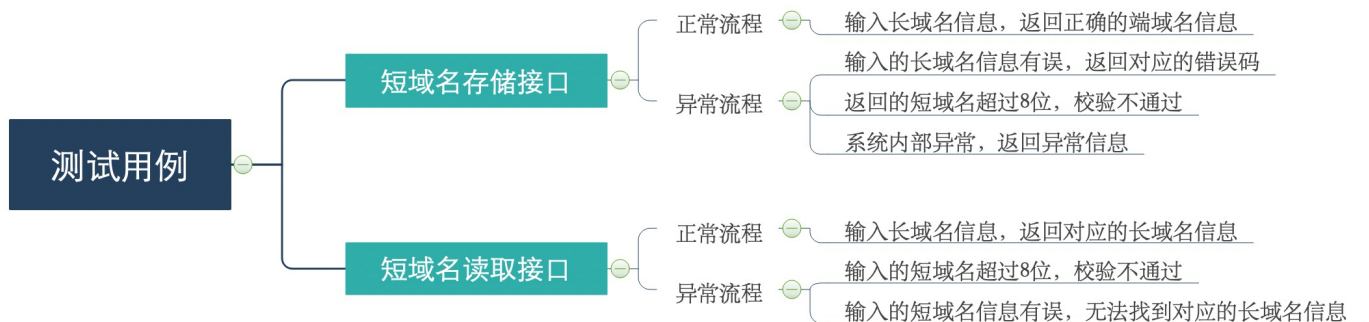 测试用例
短域名存储接口
正常流程
输入长域名信息，返回正确的端域名信息
异常流程
输入的长域名信息有误，返回对应的错误码
返回的短域名超过8位，校验不通过
系统内部异常，返回异常信息
短域名读取接口
正常流程
输入长域名信息，返回对应的长域名信息
异常流程
输入的短域名超过8位，校验不通过
输入的短域名信息有误，无法找到对应的长域名信息